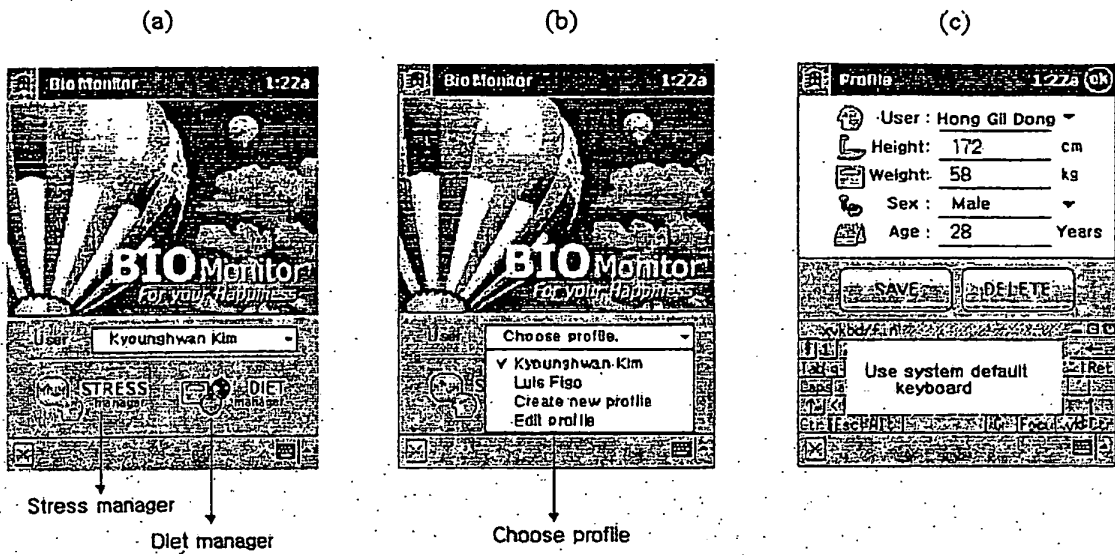 (a)
(b)
(c)
Bio Monitor 1:22a
BIO Monitor
For your Happiness
User Kyounghwan Kim
STRESS manager
DIET manager
Stress manager
Diet manager
Bio Monitor 1:22a
BIO Monitor
For your Happiness
User Choose profile.
Kyounghwan Kim
Luis Figo
Create new profile
Edit profile
Choose profile
Profile 1:22a ok
User : Hong Gil Dong
Height: 172 cm
Weight: 58 kg
Sex : Male
Age : 28 Years
SAVE DELETE
Use system default
keyboard